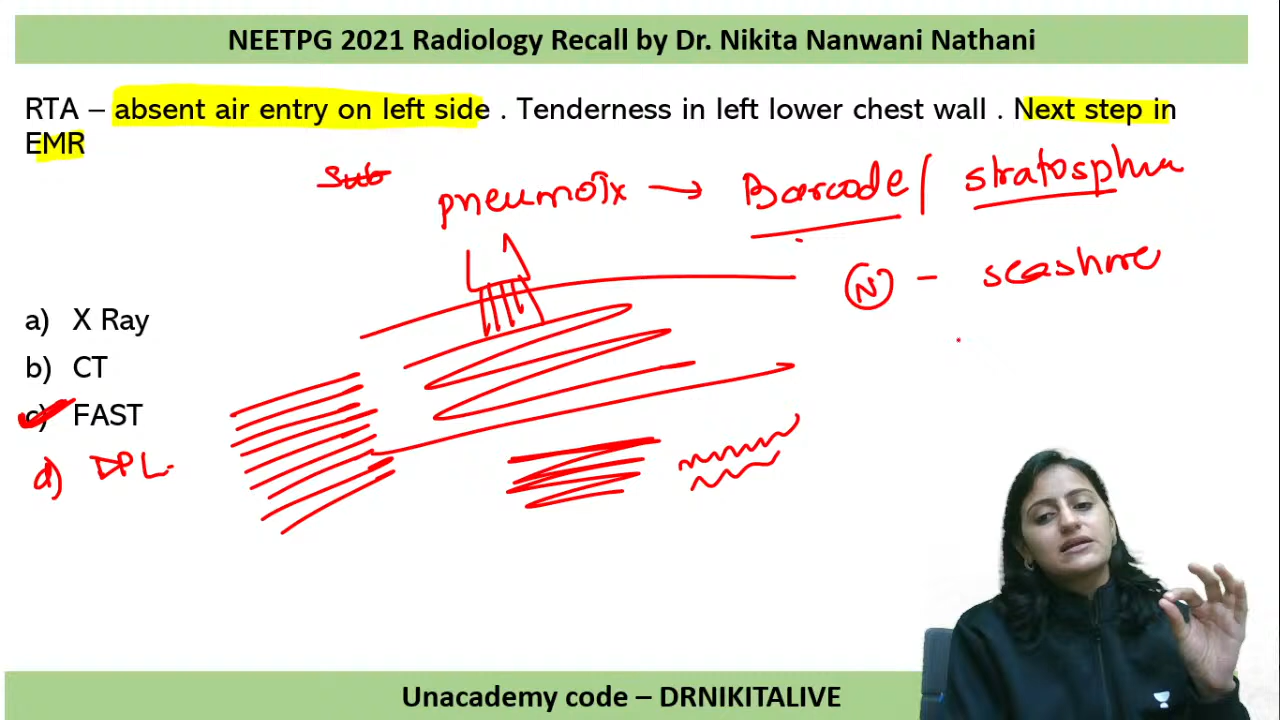 NEETPG 2021 Radiology Recall by Dr. Nikita Nanwani Nathani
RTA – absent air entry on left side . Tenderness in left lower chest wall . Next step in
EMR
Sub
pneumoTx → Barcode / stratosphere
N – seashore
a) X Ray
b) CT
c) FAST
d) DPL
Unacademy code – DRNIKITALIVE